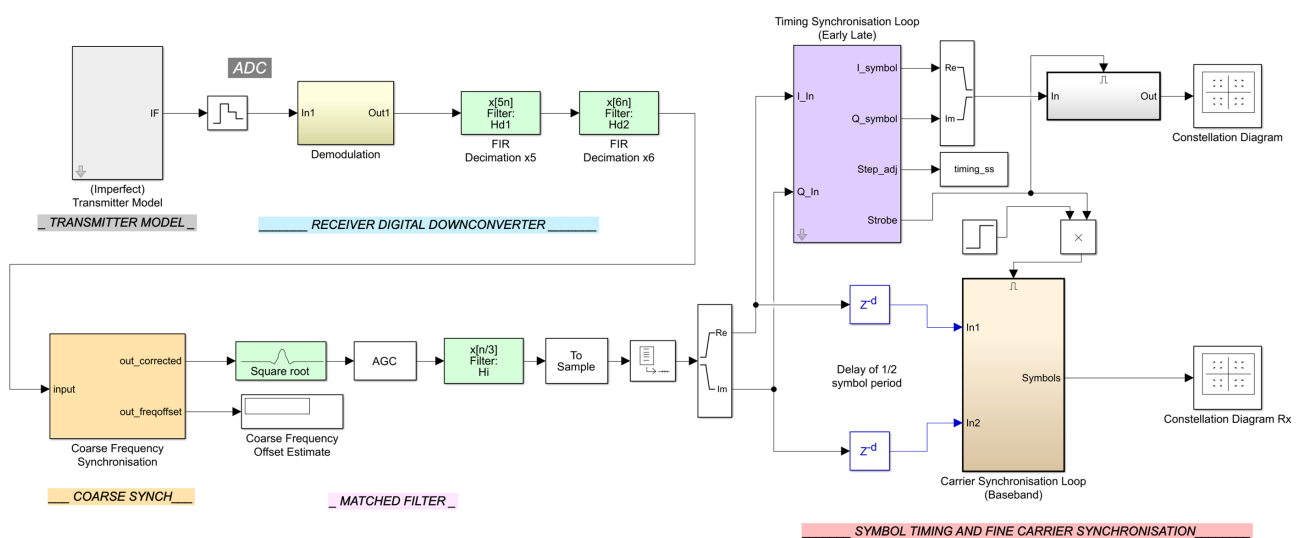 ADC
IF
(Imperfect)
Transmitter Model
In1
Out1
Demodulation
x[5n]
Filter:
Hd1
FIR
Decimation x5
x[6n]
Filter:
Hd2
FIR
Decimation x6
_ TRANSMITTER MODEL _
_______ RECEIVER DIGITAL DOWNCONVERTER _______
Timing Synchronisation Loop
(Early Late)
I_In
Q_In
I_symbol
Q_symbol
Step_adj
Strobe
Re
Im
timing_ss
In
Out
Constellation Diagram
×
input
out_corrected
out_freqoffset
Coarse Frequency
Synchronisation
Square root
Coarse Frequency
Offset Estimate
AGC
x[n/3]
Filter:
Hi
To
Sample
Re
Im
Z-d
Delay of 1/2
symbol period
Z-d
In1
In2
Symbols
Carrier Synchronisation Loop
(Baseband)
Constellation Diagram Rx
___ COARSE SYNCH___
_ MATCHED FILTER _
______ SYMBOL TIMING AND FINE CARRIER SYNCHRONISATION_______